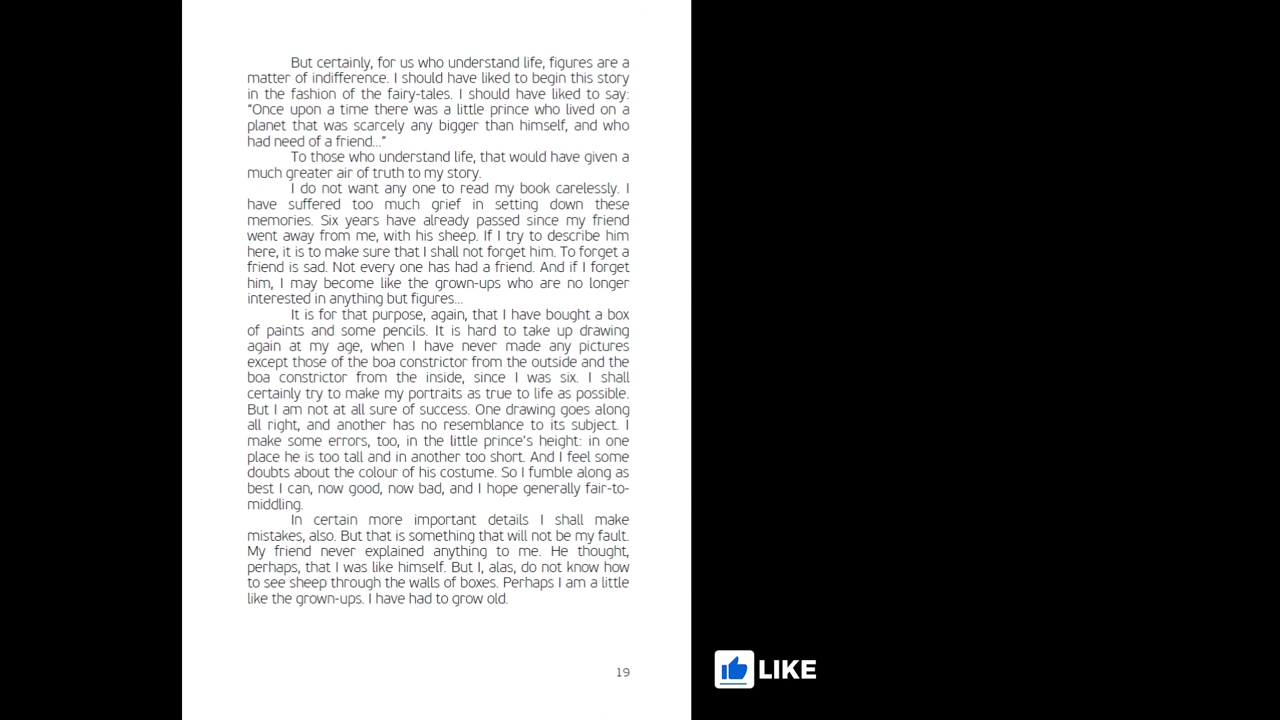 But certainly, for us who understand life, figures are a
matter of indifference. I should have liked to begin this story
in the fashion of the fairy-tales. I should have liked to say:
"Once upon a time there was a little prince who lived on a
planet that was scarcely any bigger than himself, and who
had need of a friend..."
To those who understand life, that would have given a
much greater air of truth to my story.
I do not want any one to read my book carelessly. I
have suffered too much grief in setting down these
memories. Six years have already passed since my friend
went away from me, with his sheep. If I try to describe him
here, it is to make sure that I shall not forget him. To forget a
friend is sad. Not every one has had a friend. And if I forget
him, I may become like the grown-ups who are no longer
interested in anything but figures...
It is for that purpose, again, that I have bought a box
of paints and some pencils. It is hard to take up drawing
again at my age, when I have never made any pictures
except those of the boa constrictor from the outside and the
boa constrictor from the inside, since I was six. I shall
certainly try to make my portraits as true to life as possible.
But I am not at all sure of success. One drawing goes along
all right, and another has no resemblance to its subject. I
make some errors, too, in the little prince's height: in one
place he is too tall and in another too short. And I feel some
doubts about the colour of his costume. So I fumble along as
best I can, now good, now bad, and I hope generally fair-to-
middling.
In certain more important details I shall make
mistakes, also. But that is something that will not be my fault.
My friend never explained anything to me. He thought,
perhaps, that I was like himself. But I, alas, do not know how
to see sheep through the walls of boxes. Perhaps I am a little
like the grown-ups. I have had to grow old.
19
LIKE